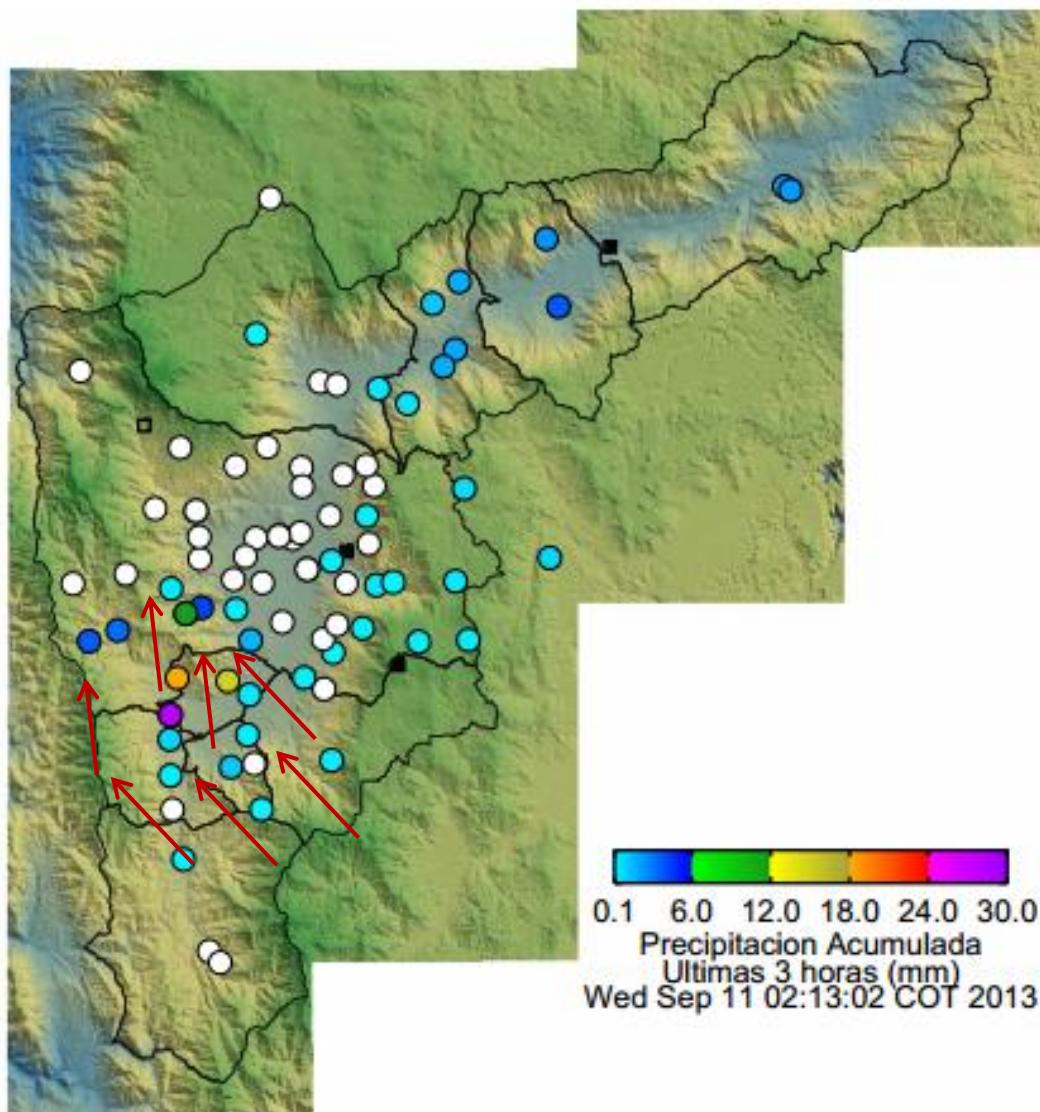 0.1 6.0 12.0 18.0 24.0 30.0
Precipitacion Acumulada
Ultimas 3 horas (mm)
Wed Sep 11 02:13:02 COT 2013